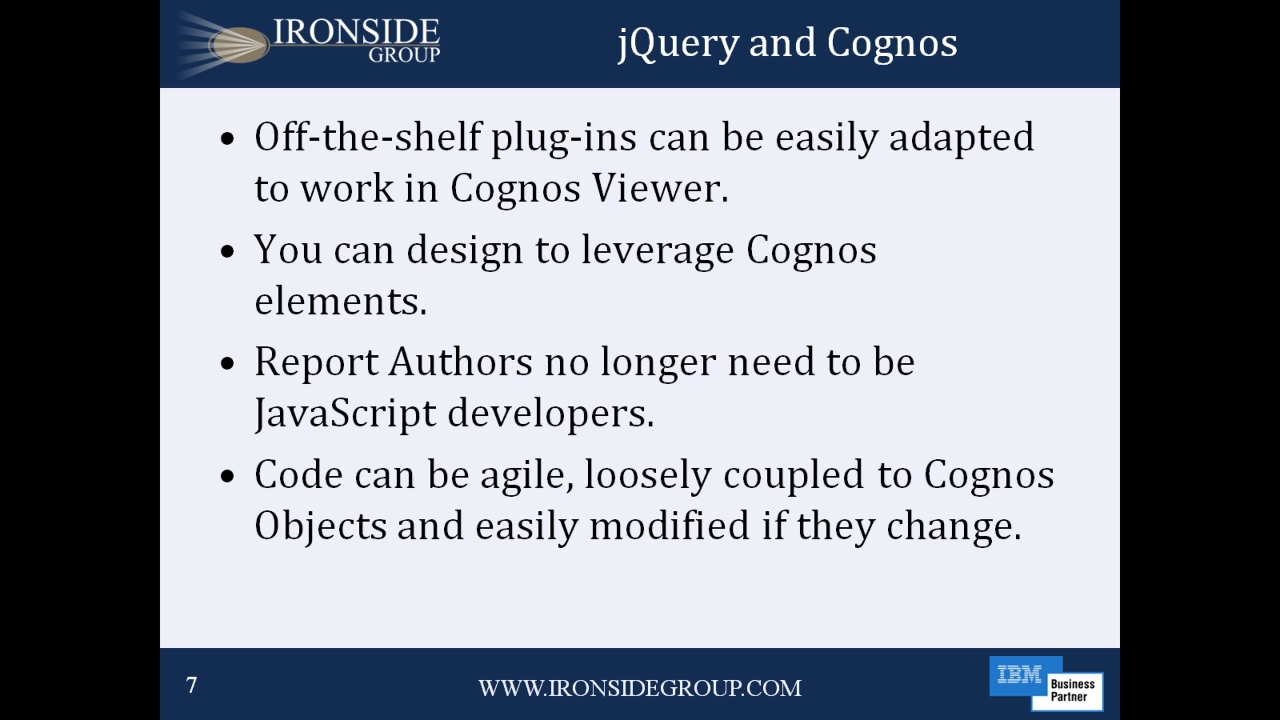 IRONSIDE
GROUP
jQuery and Cognos
• Off-the-shelf plug-ins can be easily adapted
to work in Cognos Viewer.
• You can design to leverage Cognos
elements.
• Report Authors no longer need to be
JavaScript developers.
• Code can be agile, loosely coupled to Cognos
Objects and easily modified if they change.
7
WWW.IRONSIDEGROUP.COM
IBM
Business
Partner